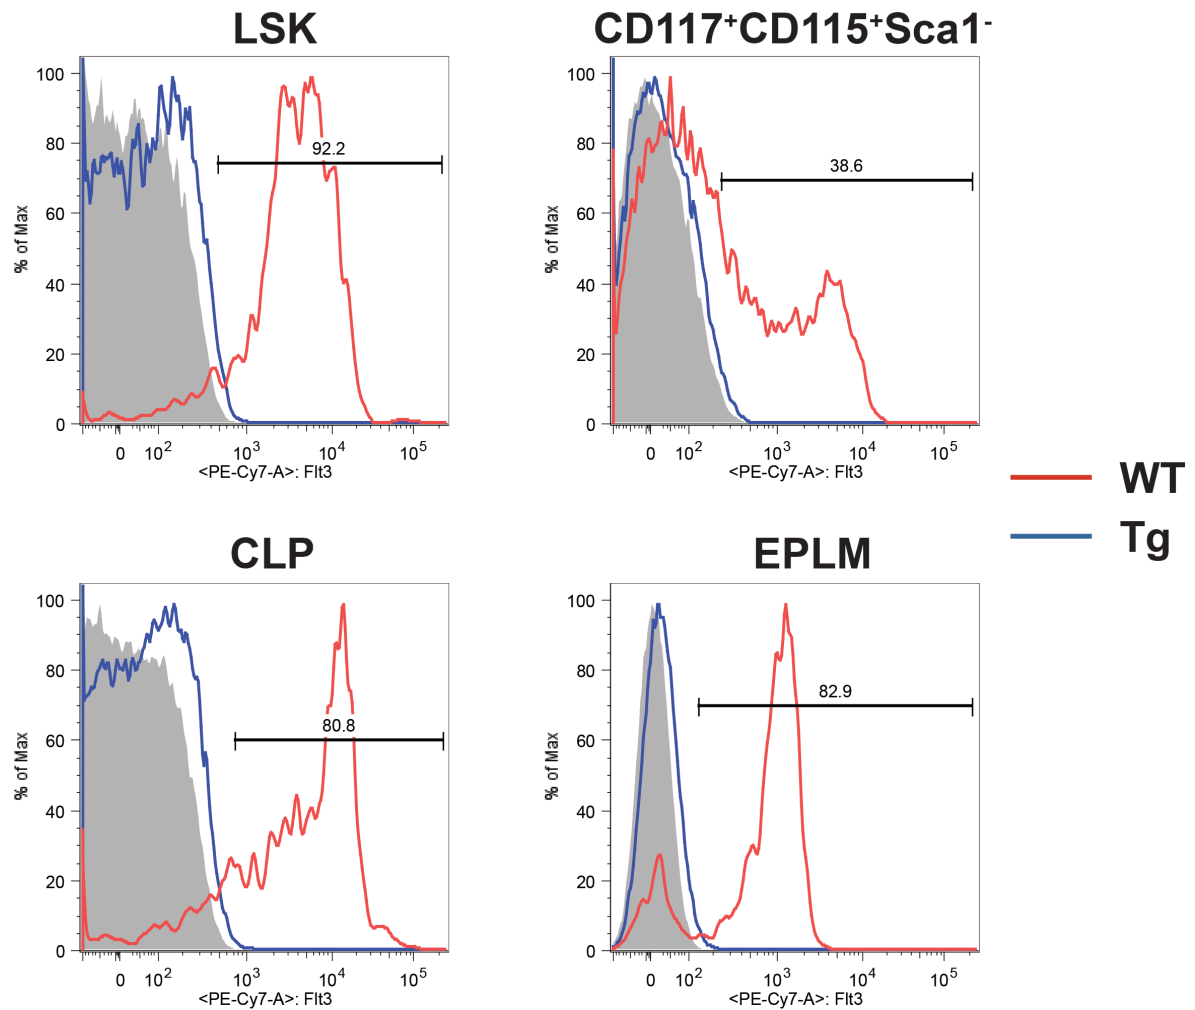 LSK
CD117⁺CD115⁺Sca1⁻
100
80
60
40
20
0
% of Max
92.2
0 10² 10³ 10⁴ 10⁵
<PE-Cy7-A>: Flt3
100
80
60
40
20
0
% of Max
38.6
0 10² 10³ 10⁴ 10⁵
<PE-Cy7-A>: Flt3
WT
Tg
CLP
EPLM
100
80
60
40
20
0
% of Max
80.8
0 10² 10³ 10⁴ 10⁵
<PE-Cy7-A>: Flt3
100
80
60
40
20
0
% of Max
82.9
0 10² 10³ 10⁴ 10⁵
<PE-Cy7-A>: Flt3